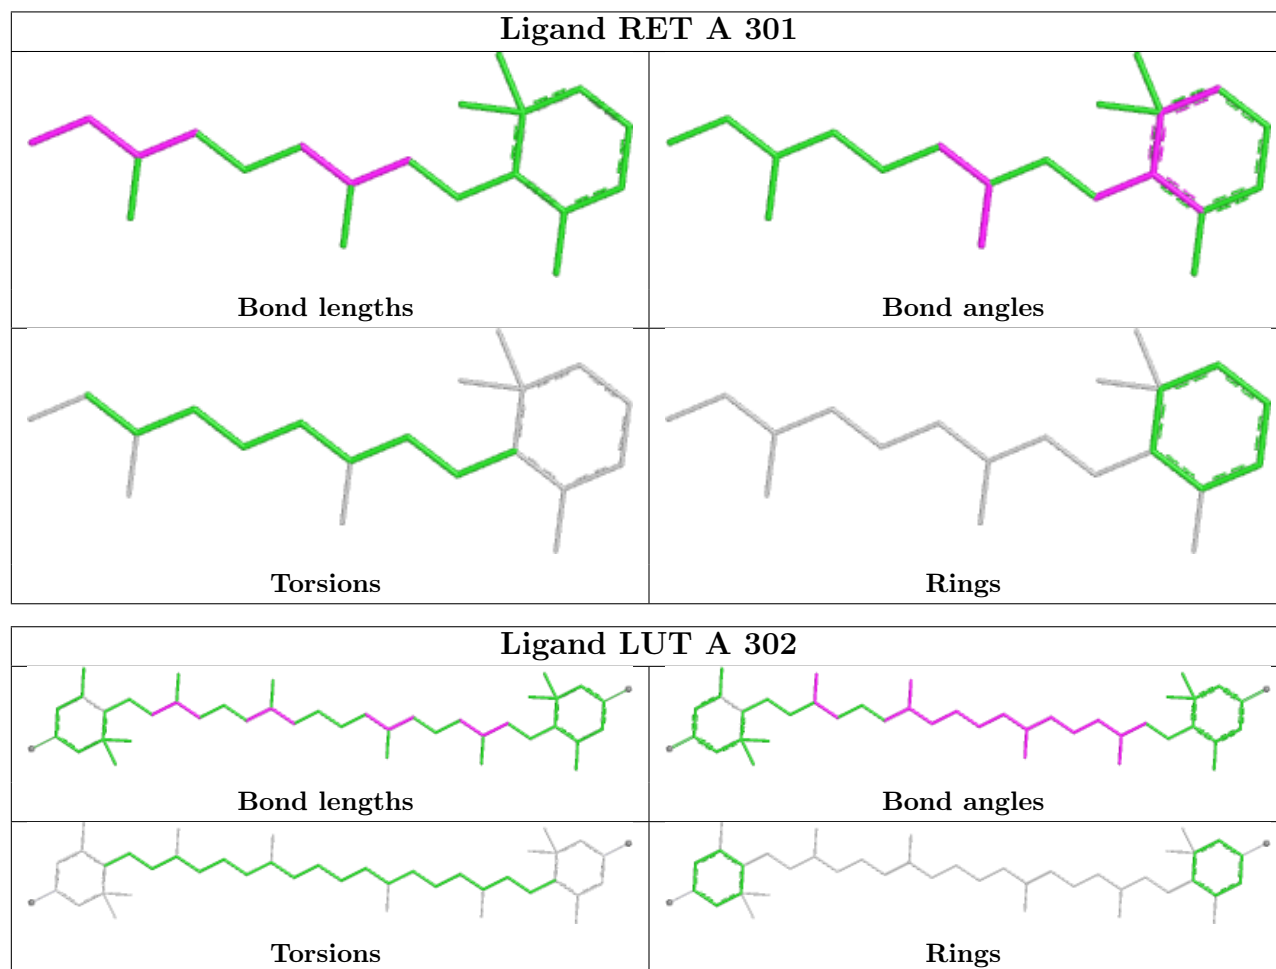 Ligand RET A 301
Bond lengths
Bond angles
Torsions
Rings
Ligand LUT A 302
Bond lengths
Bond angles
Torsions
Rings